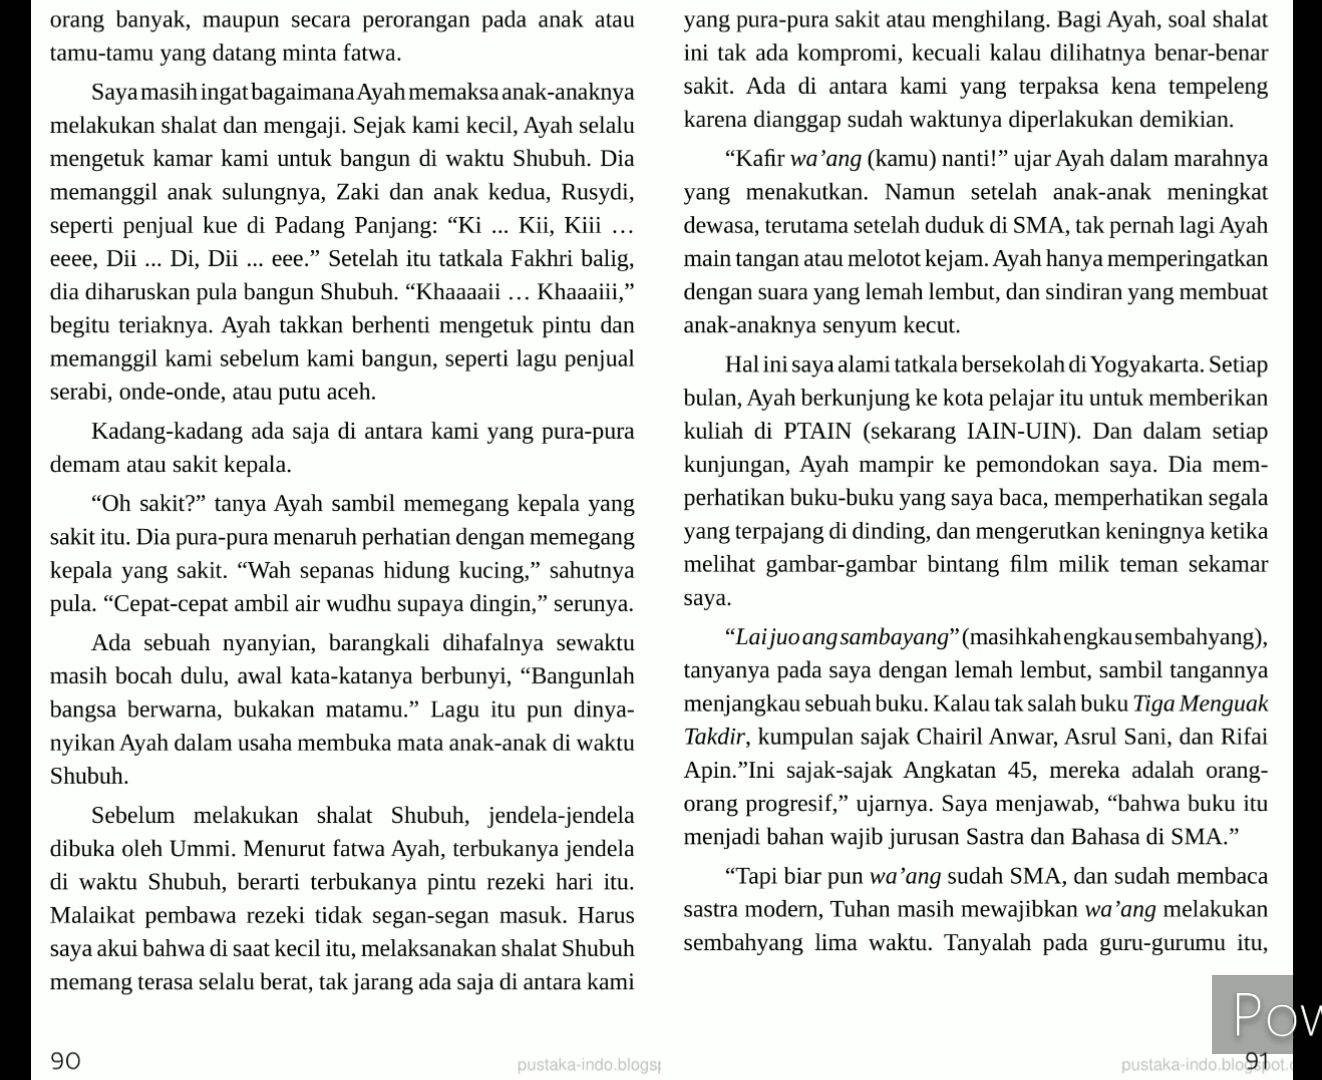 orang banyak, maupun secara perorangan pada anak atau
tamu-tamu yang datang minta fatwa.
Saya masih ingat bagaimana Ayah memaksa anak-anaknya
melakukan shalat dan mengaji. Sejak kami kecil, Ayah selalu
mengetuk kamar kami untuk bangun di waktu Shubuh. Dia
memanggil anak sulungnya, Zaki dan anak kedua, Rusydi,
seperti penjual kue di Padang Panjang: “Ki ... Kii, Kiii …
eeee, Dii ... Di, Dii ... eee.” Setelah itu tatkala Fakhri balig,
dia diharuskan pula bangun Shubuh. “Khaaaaii … Khaaaiii,”
begitu teriaknya. Ayah takkan berhenti mengetuk pintu dan
memanggil kami sebelum kami bangun, seperti lagu penjual
serabi, onde-onde, atau putu aceh.
Kadang-kadang ada saja di antara kami yang pura-pura
demam atau sakit kepala.
“Oh sakit?” tanya Ayah sambil memegang kepala yang
sakit itu. Dia pura-pura menaruh perhatian dengan memegang
kepala yang sakit. “Wah sepanas hidung kucing,” sahutnya
pula. “Cepat-cepat ambil air wudhu supaya dingin,” serunya.
Ada sebuah nyanyian, barangkali dihafalnya sewaktu
masih bocah dulu, awal kata-katanya berbunyi, “Bangunlah
bangsa berwarna, bukakan matamu.” Lagu itu pun dinya-
nyikan Ayah dalam usaha membuka mata anak-anak di waktu
Shubuh.
Sebelum melakukan shalat Shubuh, jendela-jendela
dibuka oleh Ummi. Menurut fatwa Ayah, terbukanya jendela
di waktu Shubuh, berarti terbukanya pintu rezeki hari itu.
Malaikat pembawa rezeki tidak segan-segan masuk. Harus
saya akui bahwa di saat kecil itu, melaksanakan shalat Shubuh
memang terasa selalu berat, tak jarang ada saja di antara kami
90
pustaka-indo.blogsp
yang pura-pura sakit atau menghilang. Bagi Ayah, soal shalat
ini tak ada kompromi, kecuali kalau dilihatnya benar-benar
sakit. Ada di antara kami yang terpaksa kena tempeleng
karena dianggap sudah waktunya diperlakukan demikian.
“Kafir wa’ang (kamu) nanti!” ujar Ayah dalam marahnya
yang menakutkan. Namun setelah anak-anak meningkat
dewasa, terutama setelah duduk di SMA, tak pernah lagi Ayah
main tangan atau melotot kejam. Ayah hanya memperingatkan
dengan suara yang lemah lembut, dan sindiran yang membuat
anak-anaknya senyum kecut.
Hal ini saya alami tatkala bersekolah di Yogyakarta. Setiap
bulan, Ayah berkunjung ke kota pelajar itu untuk memberikan
kuliah di PTAIN (sekarang IAIN-UIN). Dan dalam setiap
kunjungan, Ayah mampir ke pemondokan saya. Dia mem-
perhatikan buku-buku yang saya baca, memperhatikan segala
yang terpajang di dinding, dan mengerutkan keningnya ketika
melihat gambar-gambar bintang film milik teman sekamar
saya.
“Lai juo ang sambayang” (masihkah engkau sembahyang),
tanyanya pada saya dengan lemah lembut, sambil tangannya
menjangkau sebuah buku. Kalau tak salah buku Tiga Menguak
Takdir, kumpulan sajak Chairil Anwar, Asrul Sani, dan Rifai
Apin.”Ini sajak-sajak Angkatan 45, mereka adalah orang-
orang progresif,” ujarnya. Saya menjawab, “bahwa buku itu
menjadi bahan wajib jurusan Sastra dan Bahasa di SMA.”
“Tapi biar pun wa’ang sudah SMA, dan sudah membaca
sastra modern, Tuhan masih mewajibkan wa’ang melakukan
sembahyang lima waktu. Tanyalah pada guru-gurumu itu,
Pow
pustaka-indo.blogspot.c
91